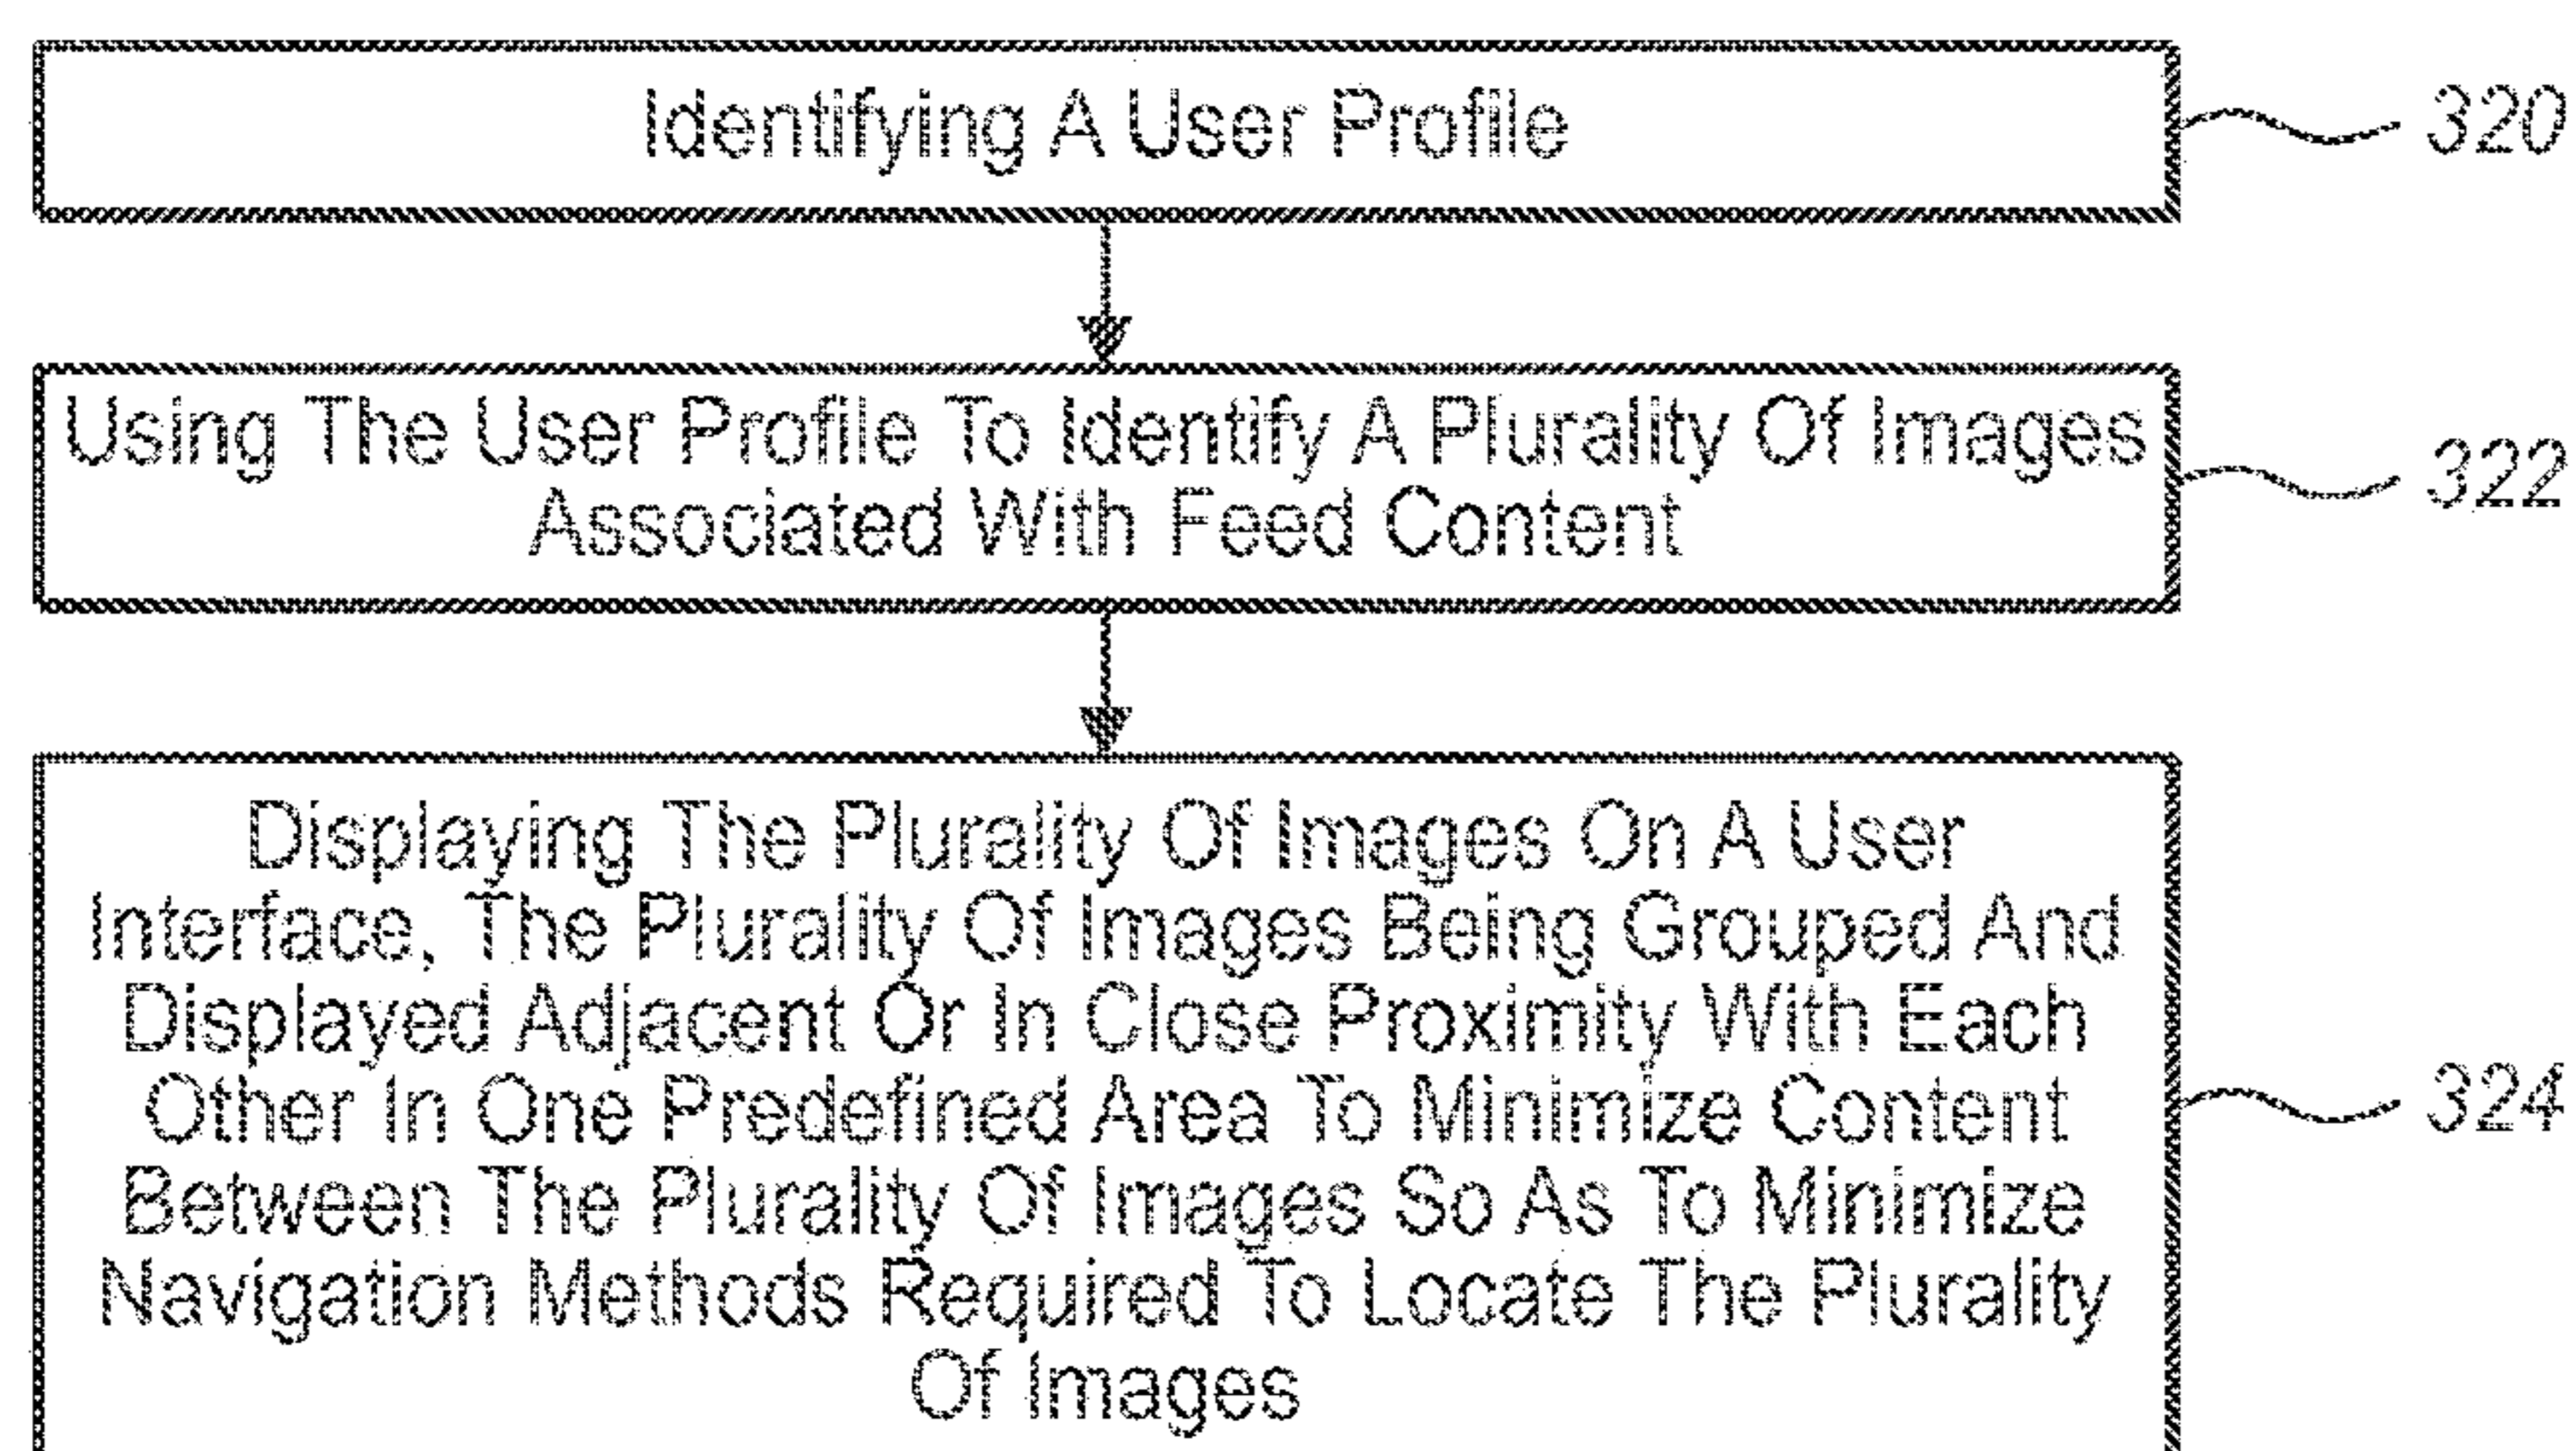 Identifying A User Profile
320
Using The User Profile To Identify A Plurality Of Images
Associated With Feed Content
322
Displaying The Plurality Of Images On A User
Interface, The Plurality Of Images Being Grouped And
Displayed Adjacent Or In Close Proximity With Each
Other In One Predefined Area To Minimize Content
Between The Plurality Of Images So As To Minimize
Navigation Methods Required To Locate The Plurality
Of Images
324